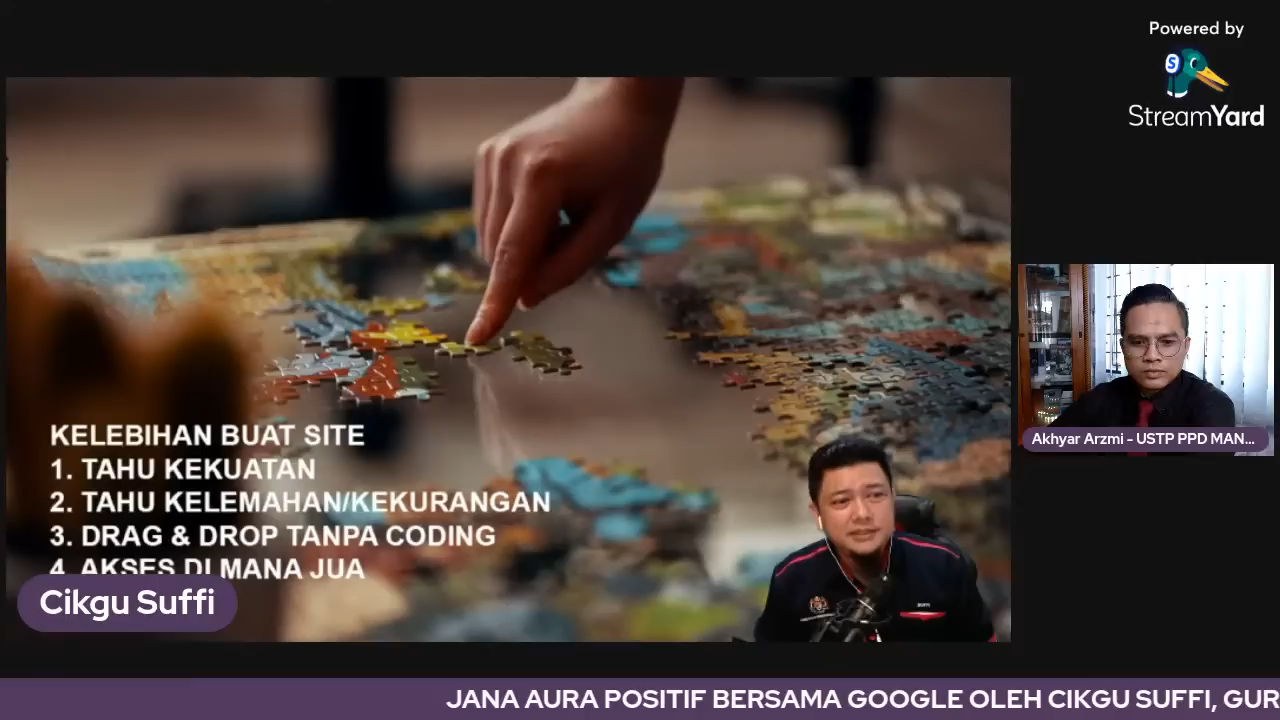 Powered by
StreamYard
KELEBIHAN BUAT SITE
1. TAHU KEKUATAN
2. TAHU KELEMAHAN/KEKURANGAN
3. DRAG & DROP TANPA CODING
4. AKSES DI MANA JUA
Cikgu Suffi
SUFFI
Akhyar Arzmi - USTP PPD MAN...
JANA AURA POSITIF BERSAMA GOOGLE OLEH CIKGU SUFFI, GUR